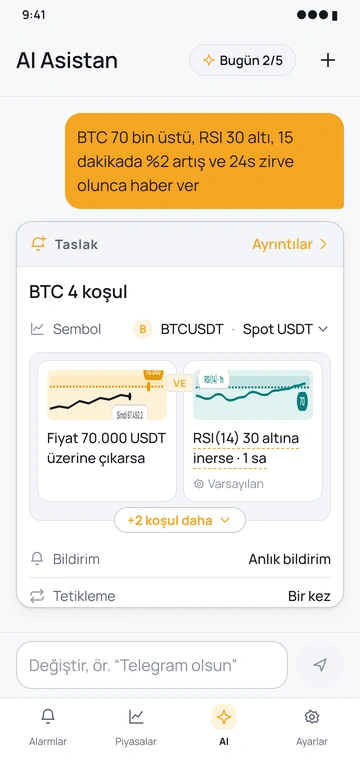 9:41
AI Asistan
Bugün 2/5
BTC 70 bin üstü, RSI 30 altı, 15
dakikada %2 artış ve 24s zirve
olunca haber ver
Taslak
Ayrıntılar
BTC 4 koşul
Sembol
B
BTCUSDT · Spot USDT
70.000
Şimdi 67.450,2
VE
RSI(14) · 1h
70
Fiyat 70.000 USDT
üzerine çıkarsa
RSI(14) 30 altına
inerse · 1 sa
Varsayılan
+2 koşul daha
Bildirim
Anlık bildirim
Tetikleme
Bir kez
Değiştir, ör. “Telegram olsun”
Alarmlar
Piyasalar
AI
Ayarlar